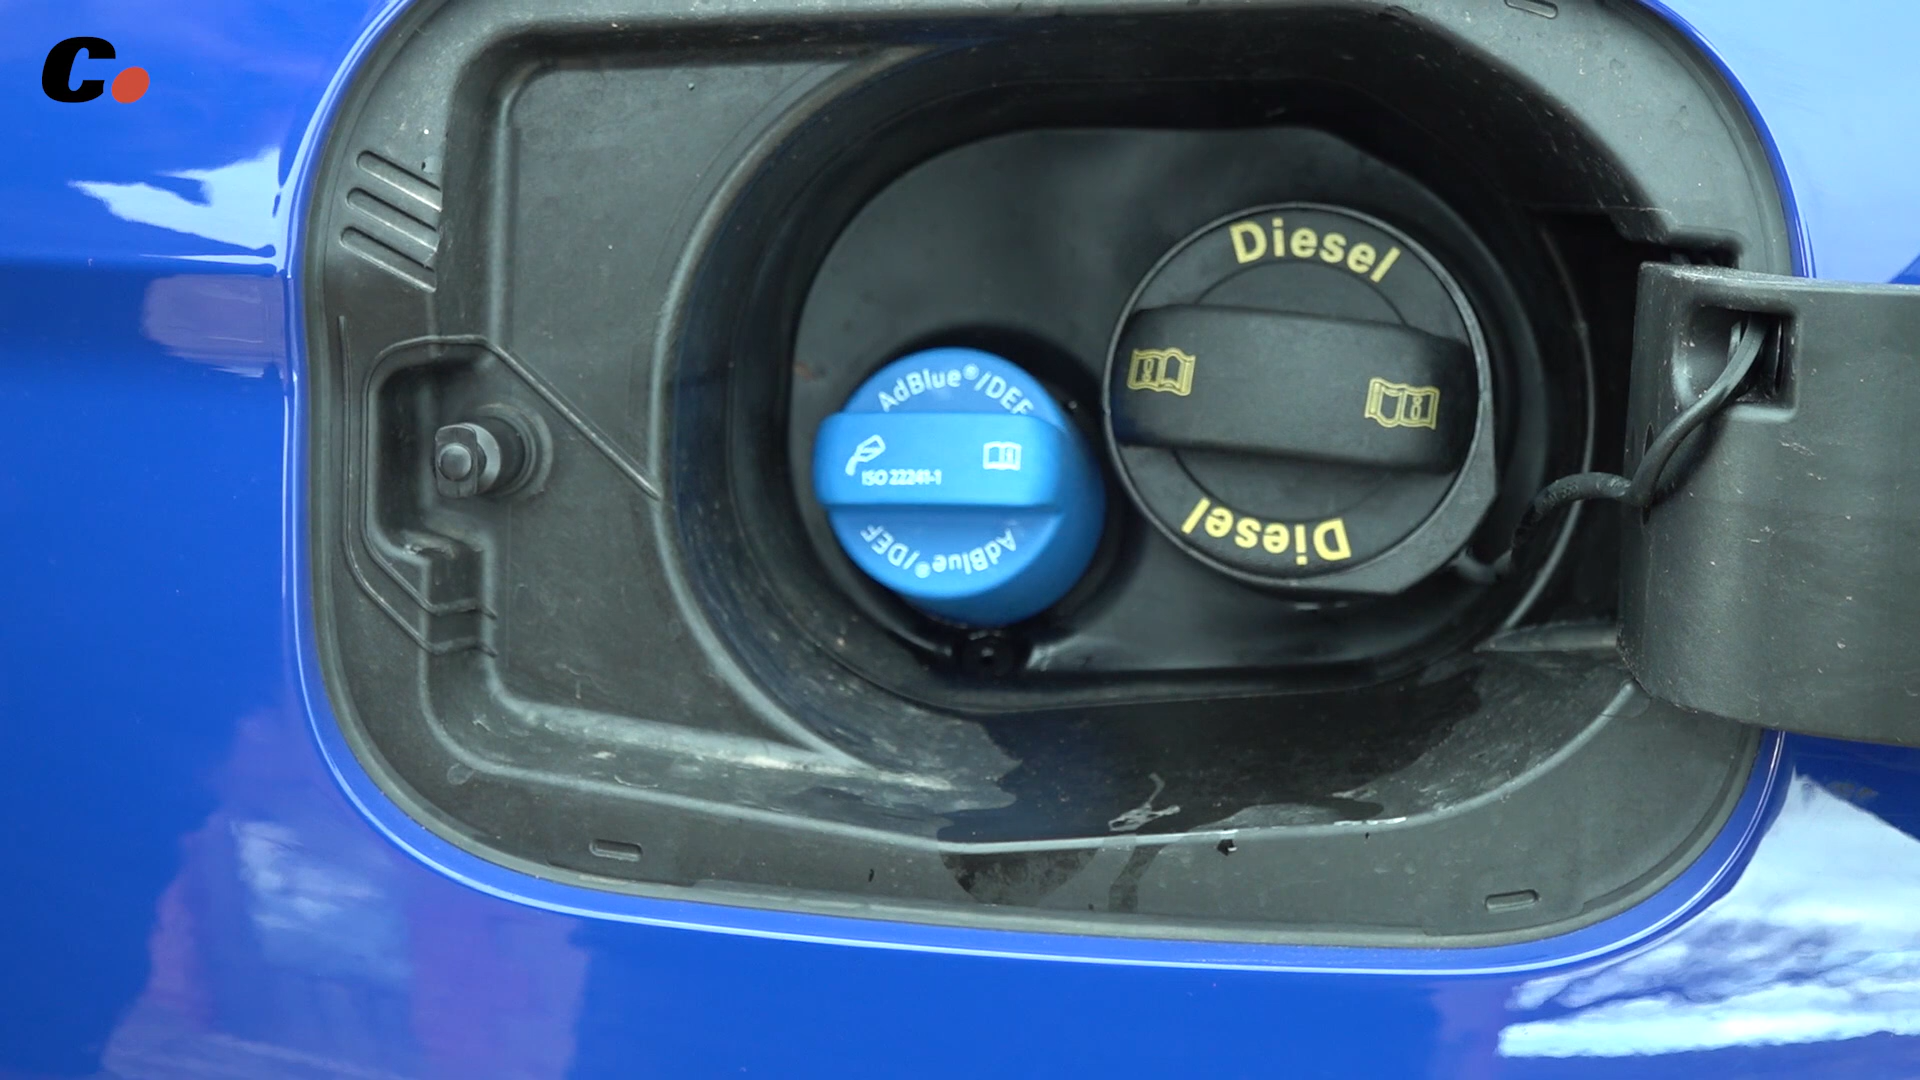 C.
Diesel
AdBlue®/DEF
ISO 22241-1
AdBlue®/DEF
Diesel